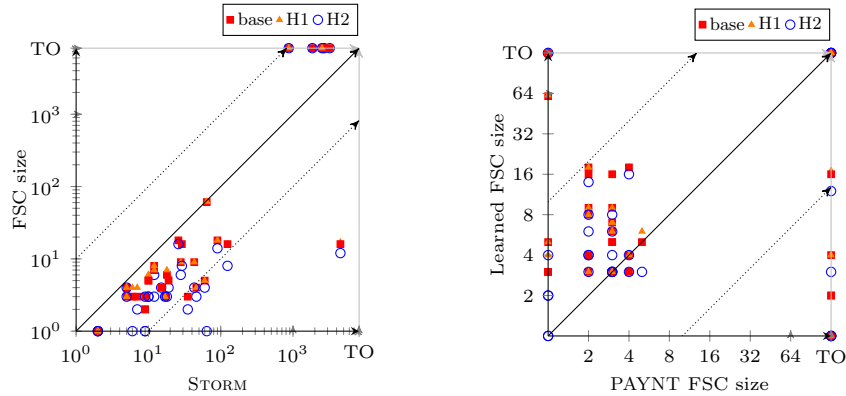 base H1 H2
TO
10^3
10^2
10^1
10^0
FSC size
10^0 10^1 10^2 10^3 TO
STORM
base H1 H2
TO
64
32
16
8
4
2
Learned FSC size
2 4 8 16 32 64 TO
PAYNT FSC size